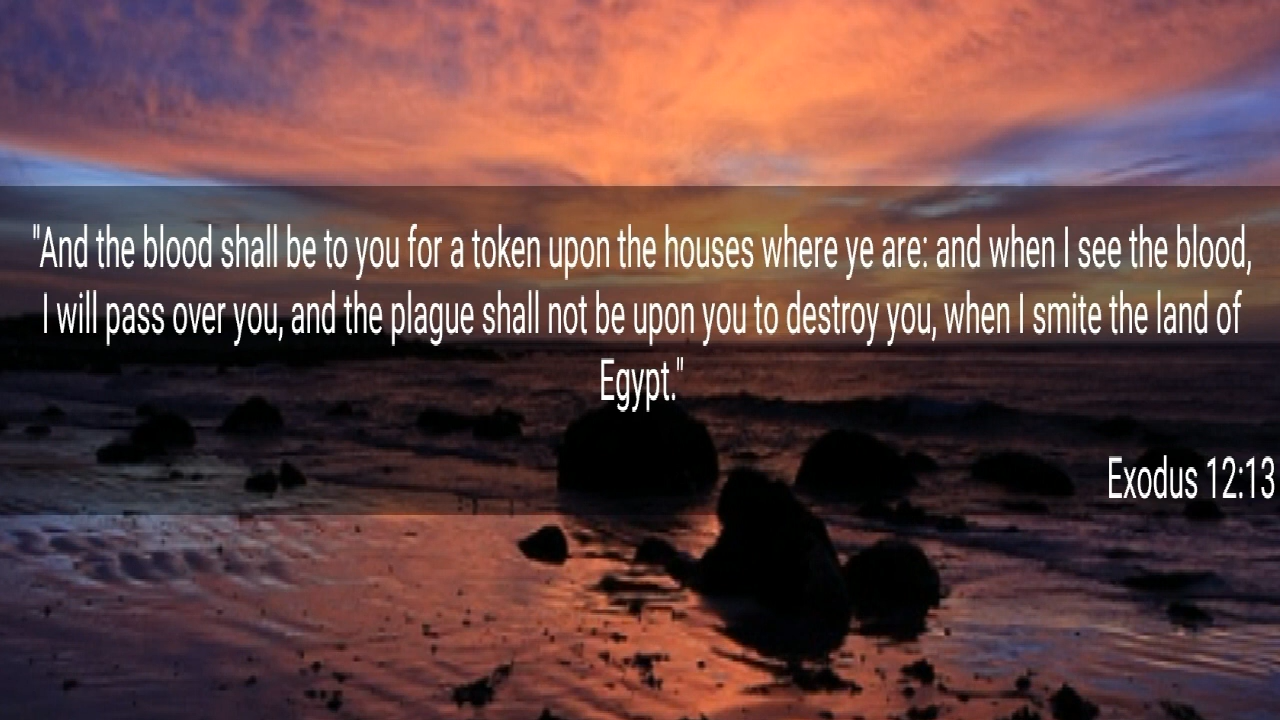 "And the blood shall be to you for a token upon the houses where ye are: and when I see the blood,
I will pass over you, and the plague shall not be upon you to destroy you, when I smite the land of
Egypt."
Exodus 12:13